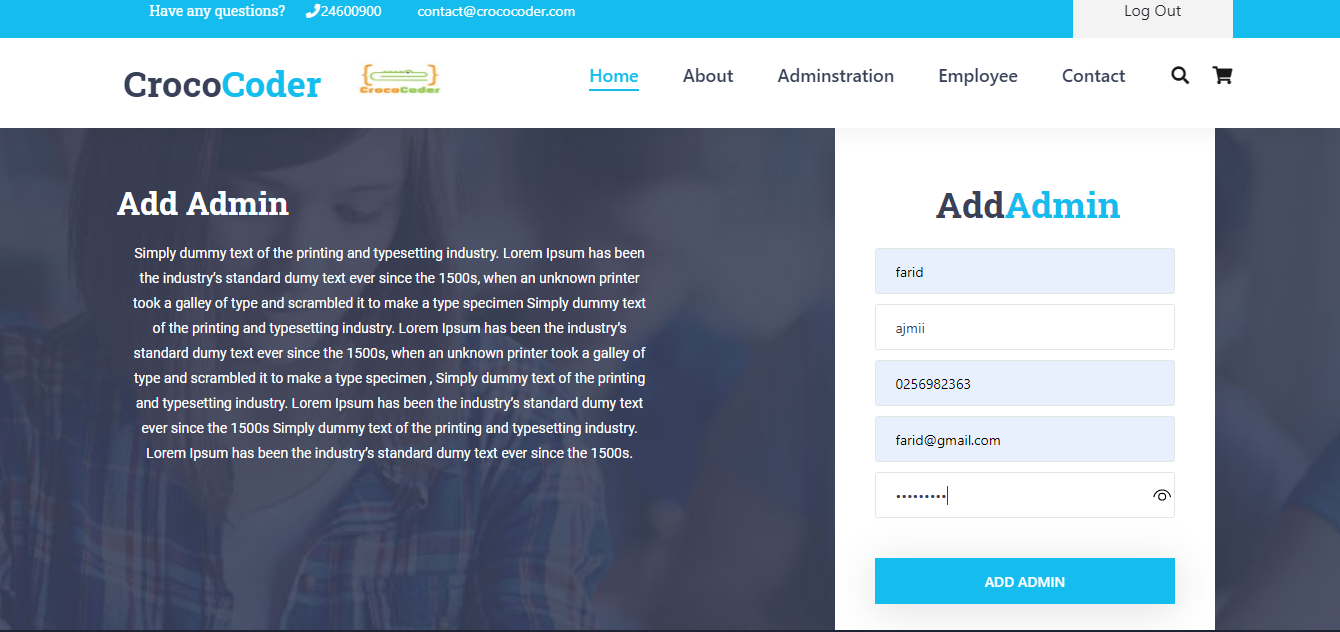 Have any questions? 24600900 contact@crococoder.com Log Out
CrocoCoder {} CrocoCoder Home About Adminstration Employee Contact
Add Admin
Simply dummy text of the printing and typesetting industry. Lorem Ipsum has been
the industry’s standard dumy text ever since the 1500s, when an unknown printer
took a galley of type and scrambled it to make a type specimen Simply dummy text
of the printing and typesetting industry. Lorem Ipsum has been the industry’s
standard dumy text ever since the 1500s, when an unknown printer took a galley of
type and scrambled it to make a type specimen , Simply dummy text of the printing
and typesetting industry. Lorem Ipsum has been the industry’s standard dumy text
ever since the 1500s Simply dummy text of the printing and typesetting industry.
Lorem Ipsum has been the industry’s standard dumy text ever since the 1500s.
AddAdmin
farid
ajmii
0256982363
farid@gmail.com
•••••••••
ADD ADMIN